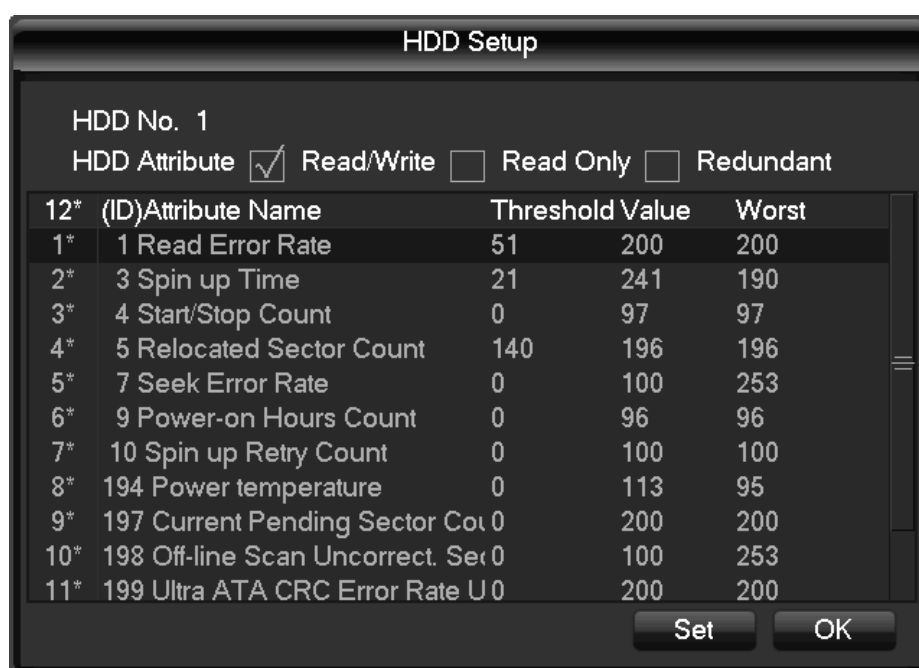 HDD Setup
HDD No. 1
HDD Attribute Read/Write Read Only Redundant
12* (ID)Attribute Name Threshold Value Worst
1* 1 Read Error Rate 51 200 200
2* 3 Spin up Time 21 241 190
3* 4 Start/Stop Count 0 97 97
4* 5 Relocated Sector Count 140 196 196
5* 7 Seek Error Rate 0 100 253
6* 9 Power-on Hours Count 0 96 96
7* 10 Spin up Retry Count 0 100 100
8* 194 Power temperature 0 113 95
9* 197 Current Pending Sector Cou 0 200 200
10* 198 Off-line Scan Uncorrect. Sec 0 100 253
11* 199 Ultra ATA CRC Error Rate U 0 200 200
Set OK